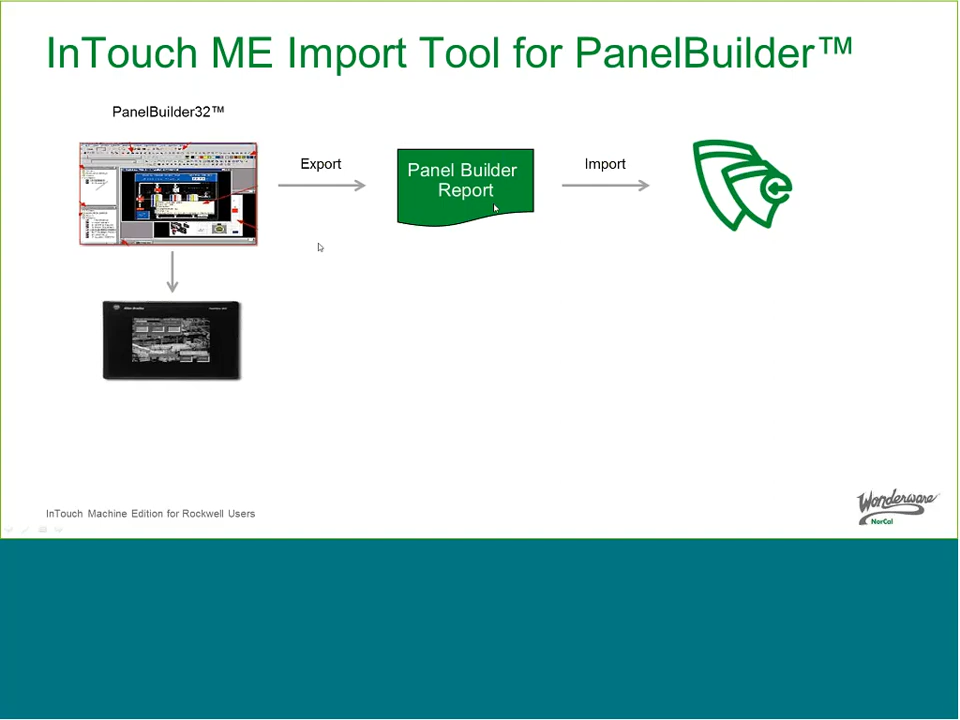 InTouch ME Import Tool for PanelBuilder™
PanelBuilder32™
Export
Panel Builder
Report
Import
InTouch Machine Edition for Rockwell Users
Wonderware
NorCal